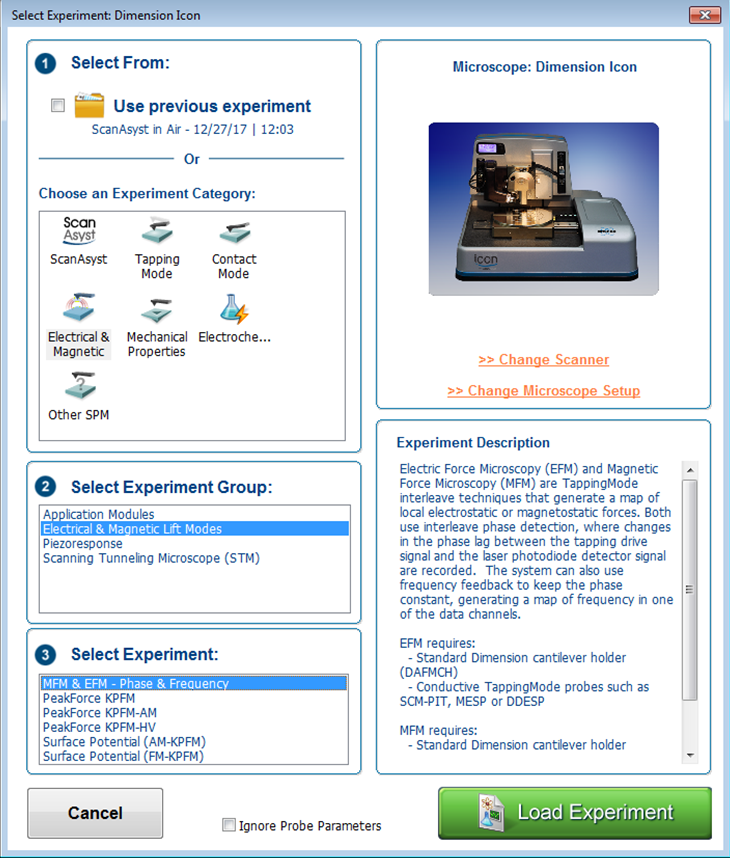 Select Experiment: Dimension Icon
1 Select From:
Use previous experiment
ScanAsyst in Air - 12/27/17 | 12:03
Or
Choose an Experiment Category:
Scan
Asyst
ScanAsyst
Tapping
Mode
Contact
Mode
Electrical &
Magnetic
Mechanical
Properties
Electroche...
?
Other SPM
2 Select Experiment Group:
Application Modules
Electrical & Magnetic Lift Modes
Piezoresponse
Scanning Tunneling Microscope (STM)
3 Select Experiment:
MFM & EFM - Phase & Frequency
PeakForce KPFM
PeakForce KPFM-AM
PeakForce KPFM-HV
Surface Potential (AM-KPFM)
Surface Potential (FM-KPFM)
Microscope: Dimension Icon
icon
>> Change Scanner
>> Change Microscope Setup
Experiment Description
Electric Force Microscopy (EFM) and Magnetic
Force Microscopy (MFM) are TappingMode
interleave techniques that generate a map of
local electrostatic or magnetostatic forces. Both
use interleave phase detection, where changes
in the phase lag between the tapping drive
signal and the laser photodiode detector signal
are recorded.  The system can also use
frequency feedback to keep the phase
constant, generating a map of frequency in one
of the data channels.
EFM requires:
- Standard Dimension cantilever holder
(DAFMCH)
- Conductive TappingMode probes such as
SCM-PIT, MESP or DDESP
MFM requires:
- Standard Dimension cantilever holder
Cancel
Ignore Probe Parameters
Load Experiment